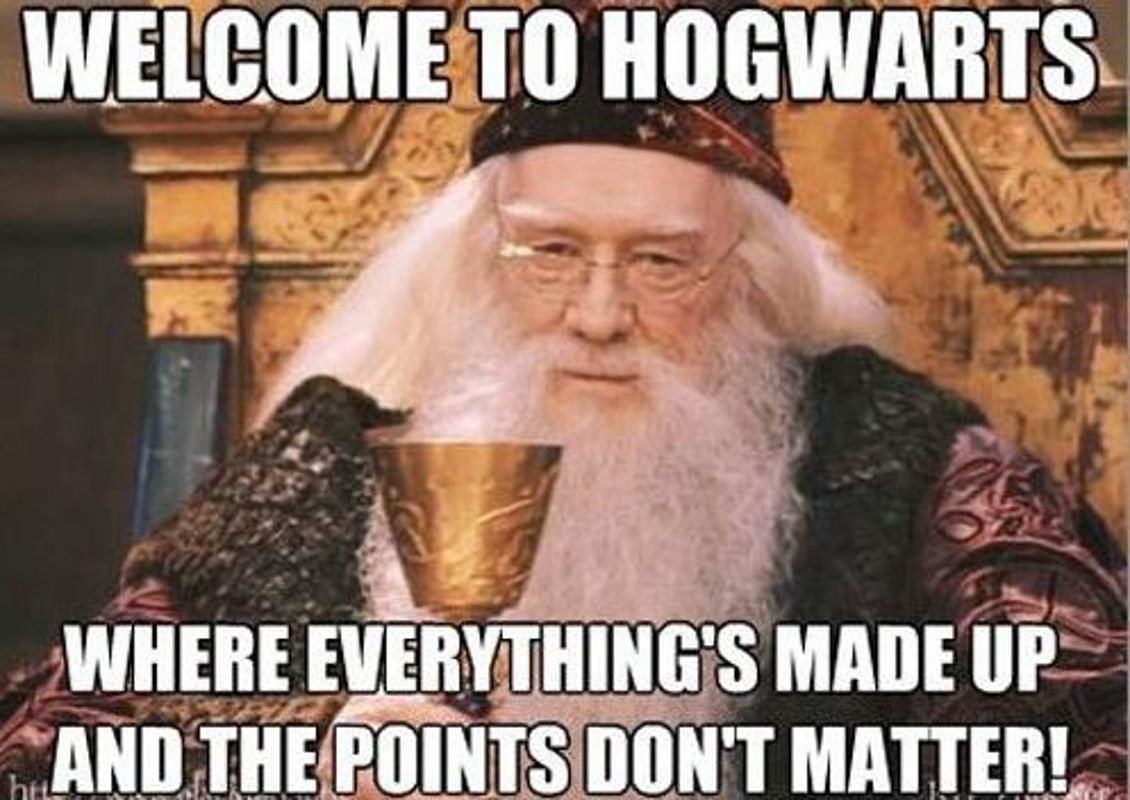 WELCOME TO HOGWARTS
WHERE EVERYTHING'S MADE UP
AND THE POINTS DON'T MATTER!